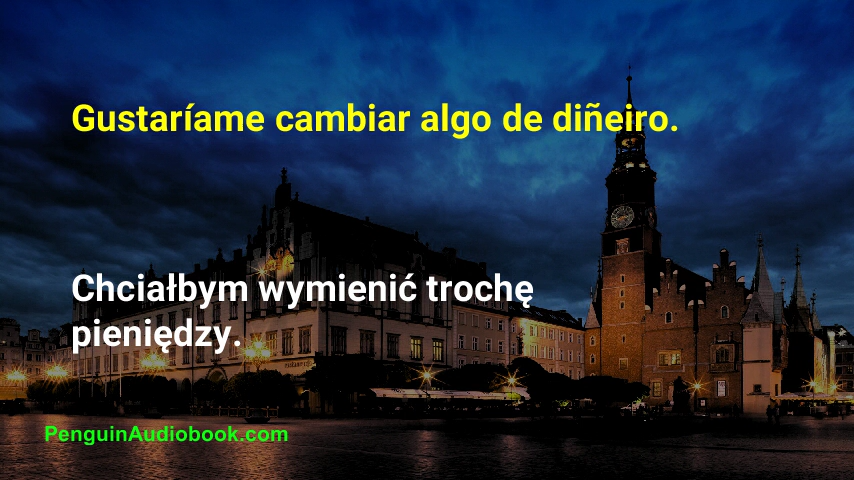 Gustaríame cambiar algo de diñeiro.
Chciałbym wymienić trochę
pieniędzy.
PenguinAudiobook.com